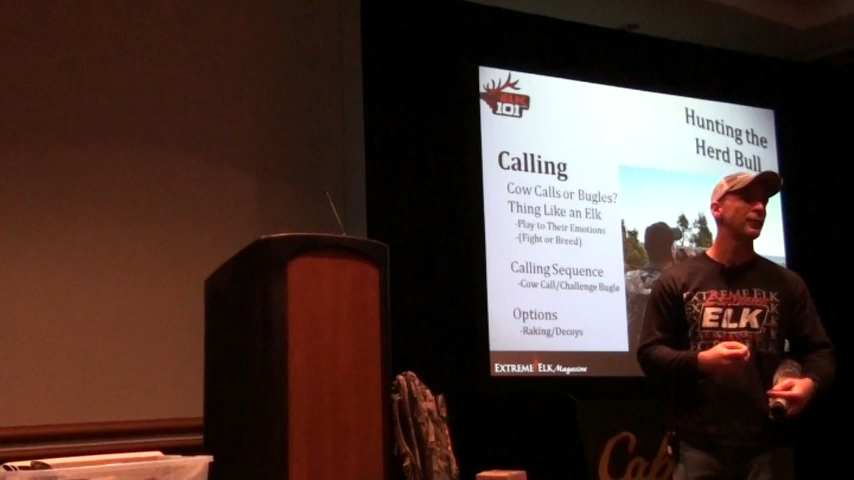 ELK
101
Hunting the
Herd Bull
Calling
Cow Calls or Bugles?
Thing Like an Elk
-Play to Their Emotions
-(Fight or Breed)
Calling Sequence
-Cow Call/Challenge Bugle
Options
-Raking/Decoys
EXTREME ELK Magazine
EXTREME ELK
ELK
Cab